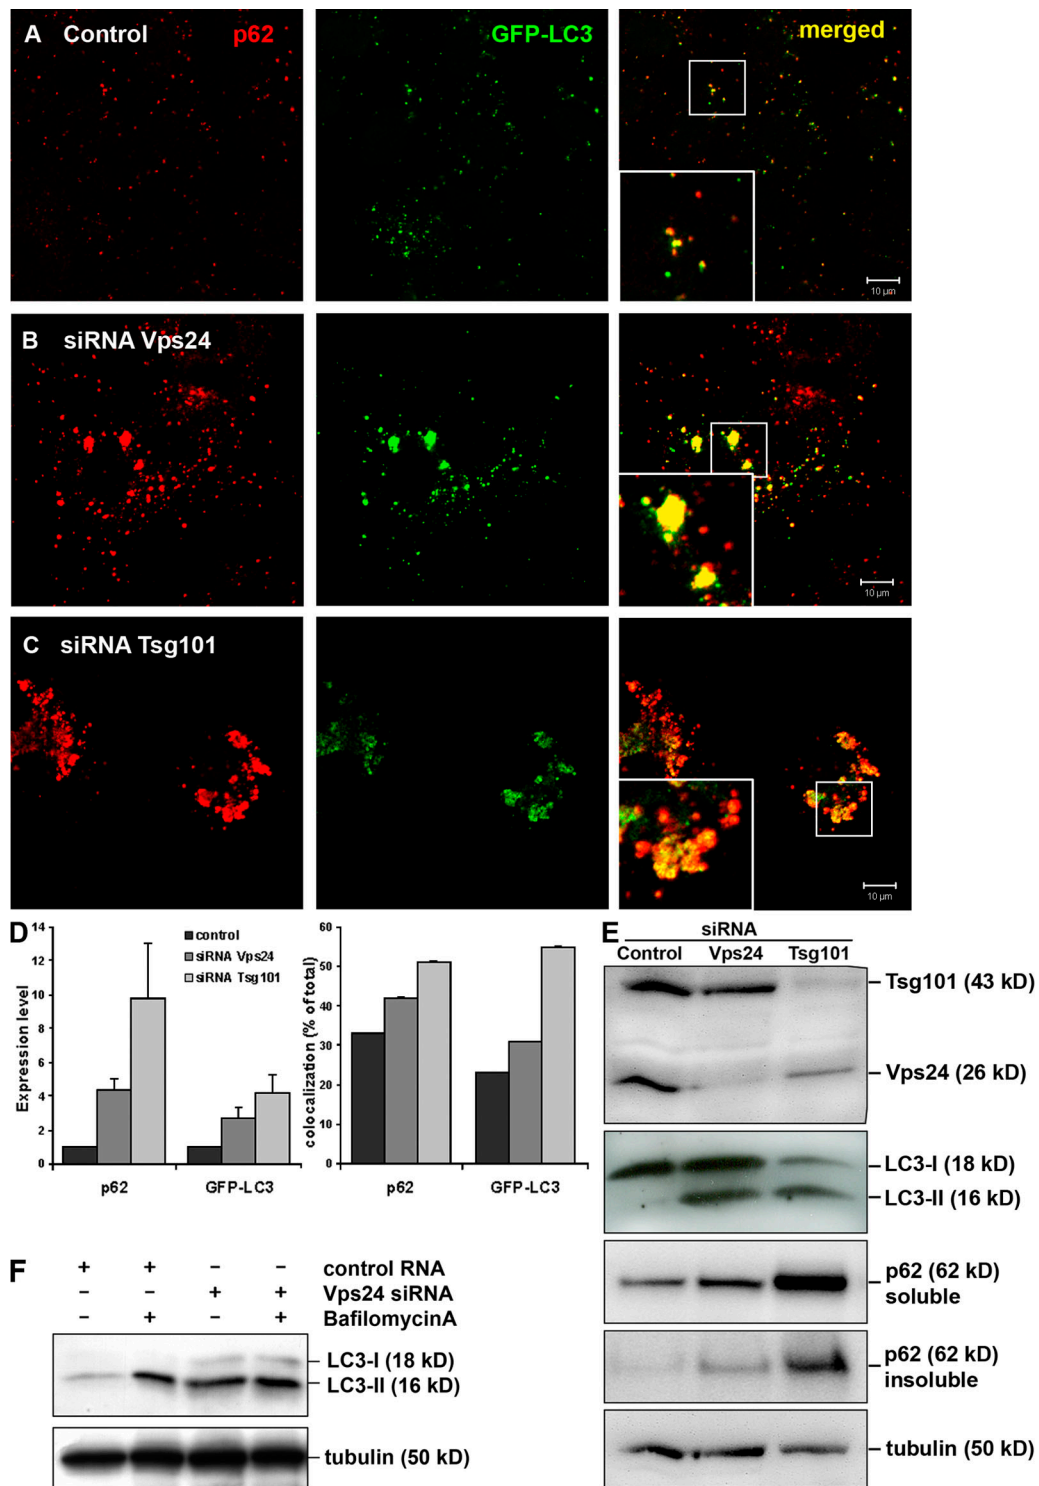 A Control p62 GFP-LC3 merged
10 µm
B siRNA Vps24
10 µm
C siRNA Tsg101
10 µm
D
14
12
10
8
6
4
2
0
Expression level
control
siRNA Vps24
siRNA Tsg101
p62 GFP-LC3
60
50
40
30
20
10
0
colocalization (% of total)
p62 GFP-LC3
E
siRNA
Control Vps24 Tsg101
Tsg101 (43 kD)
Vps24 (26 kD)
LC3-I (18 kD)
LC3-II (16 kD)
p62 (62 kD)
soluble
p62 (62 kD)
insoluble
tubulin (50 kD)
F
+ + – – control RNA
– – + + Vps24 siRNA
– + – + BafilomycinA
LC3-I (18 kD)
LC3-II (16 kD)
tubulin (50 kD)